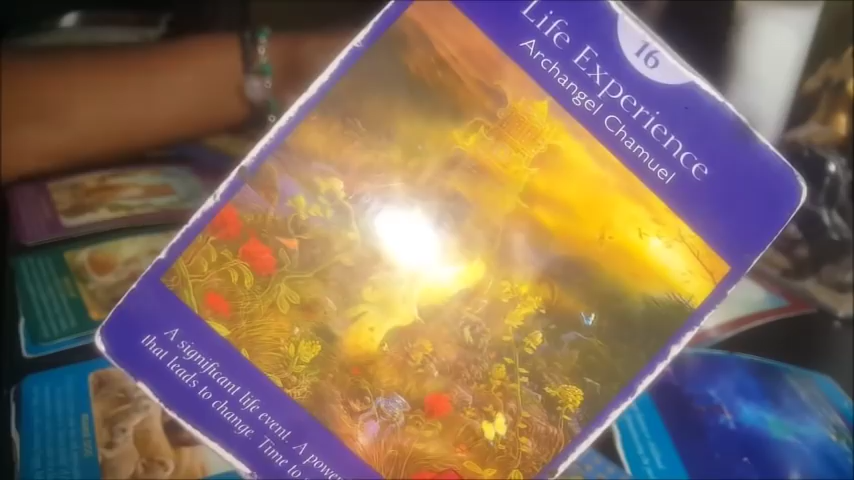 16
Life Experience
Archangel Chamuel
A significant life event. A power
that leads to change. Time to